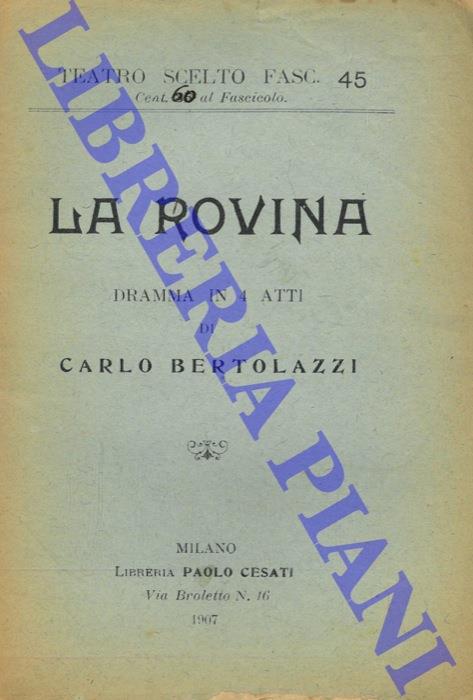 TEATRO SCELTO FASC. 45
Cent. 60 al Fascicolo.
LA ROVINA
DRAMMA IN 4 ATTI
DI
CARLO BERTOLAZZI
MILANO
LIBRERIA PAOLO CESATI
Via Broletto N. 16
1907
LIBRERIA PIANI